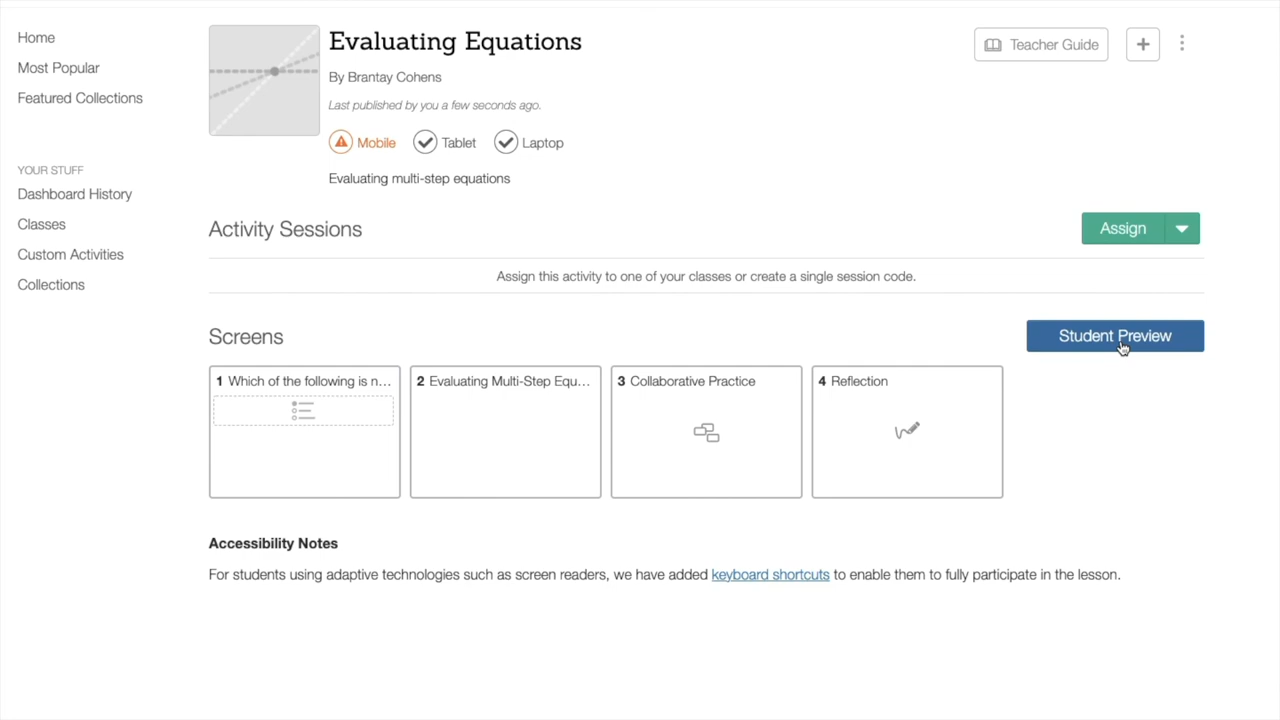 Home
Most Popular
Featured Collections
YOUR STUFF
Dashboard History
Classes
Custom Activities
Collections
Evaluating Equations
By Brantay Cohens
Last published by you a few seconds ago.
Mobile
Tablet
Laptop
Evaluating multi-step equations
Teacher Guide
Activity Sessions
Assign
Assign this activity to one of your classes or create a single session code.
Screens
Student Preview
1 Which of the following is n...
2 Evaluating Multi-Step Equ...
3 Collaborative Practice
4 Reflection
Accessibility Notes
For students using adaptive technologies such as screen readers, we have added keyboard shortcuts to enable them to fully participate in the lesson.